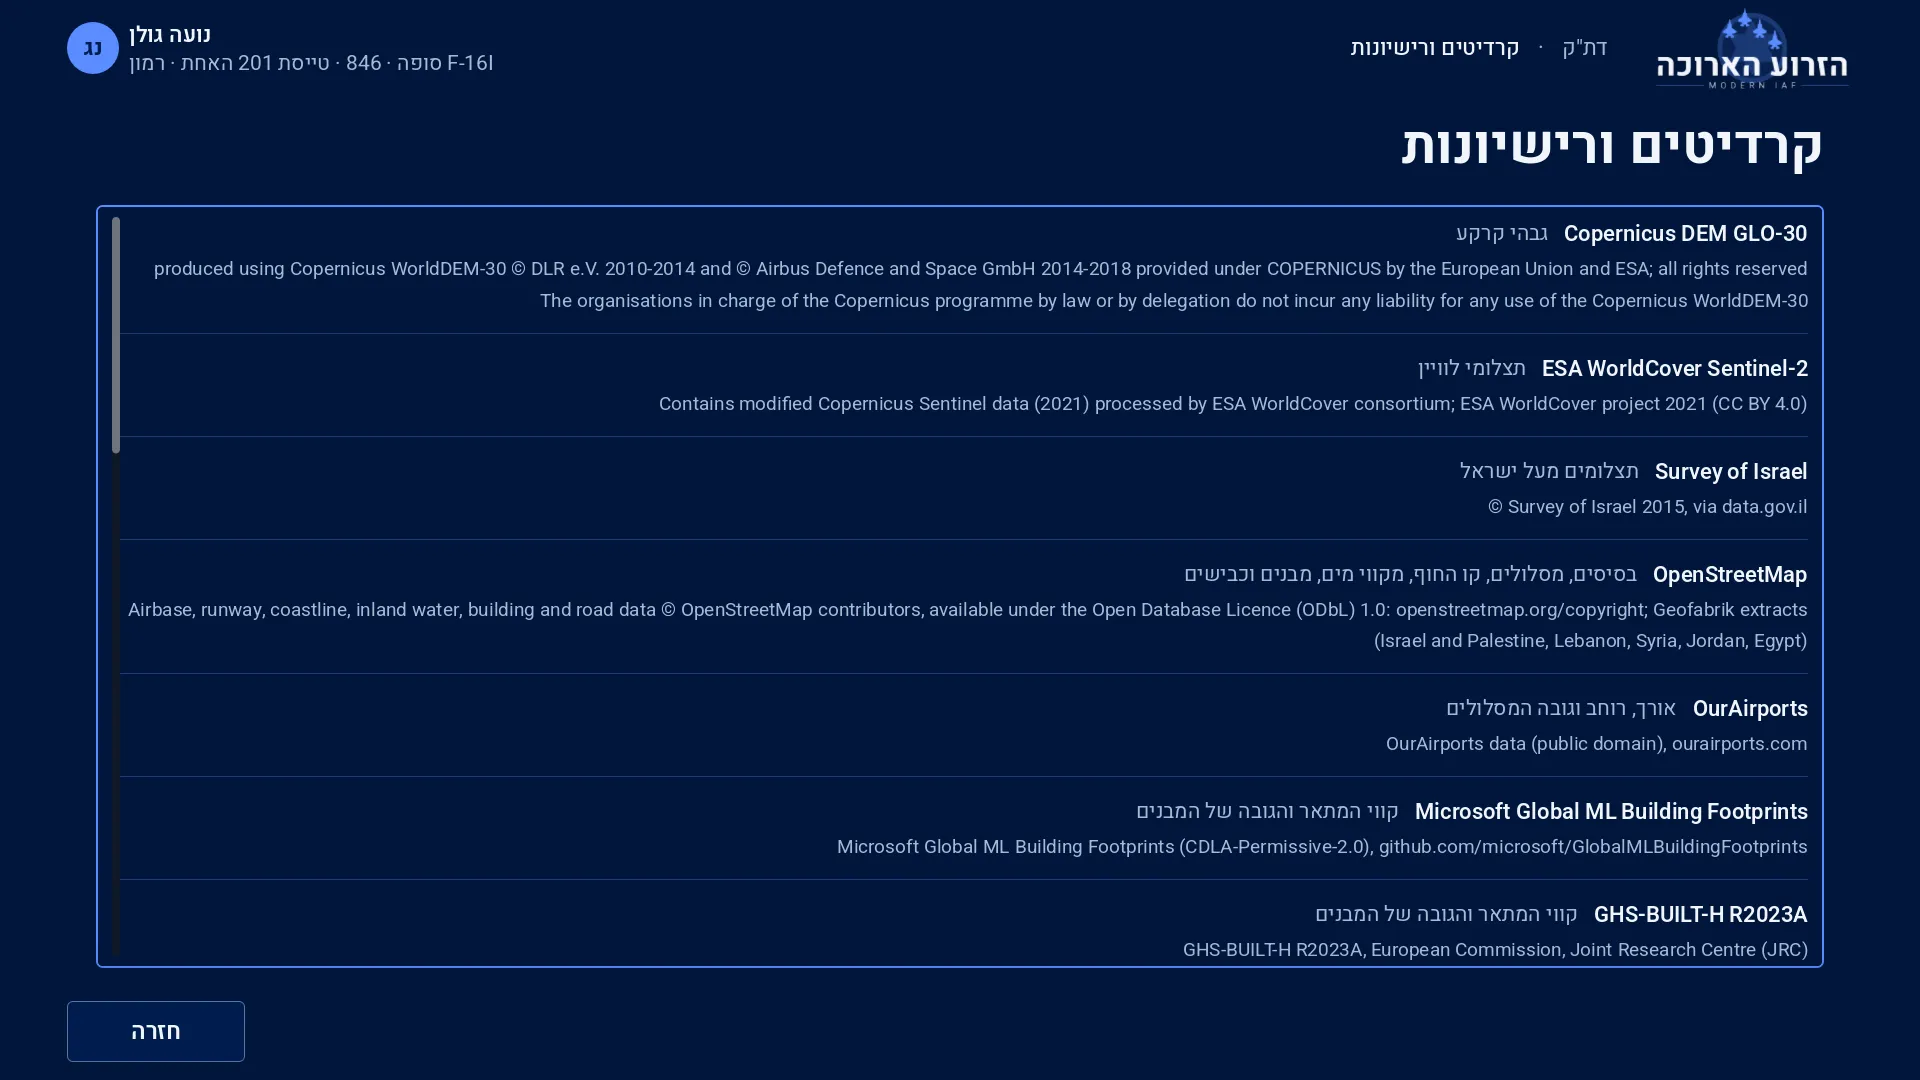 הזרוע הארוכה
MODERN IAF
דת"ק · קרדיטים ורישיונות
נועה גולן
F-16I סופה · 846 · טייסת 201 האחת · רמון
נג
קרדיטים ורישיונות
Copernicus DEM GLO-30 גבהי קרקע
produced using Copernicus WorldDEM-30 © DLR e.V. 2010-2014 and © Airbus Defence and Space GmbH 2014-2018 provided under COPERNICUS by the European Union and ESA; all rights reserved
The organisations in charge of the Copernicus programme by law or by delegation do not incur any liability for any use of the Copernicus WorldDEM-30
ESA WorldCover Sentinel-2 תצלומי לוויין
Contains modified Copernicus Sentinel data (2021) processed by ESA WorldCover consortium; ESA WorldCover project 2021 (CC BY 4.0)
Survey of Israel תצלומים מעל ישראל
© Survey of Israel 2015, via data.gov.il
OpenStreetMap בסיסים, מסלולים, קו החוף, מקווי מים, מבנים וכבישים
Airbase, runway, coastline, inland water, building and road data © OpenStreetMap contributors, available under the Open Database Licence (ODbL) 1.0: openstreetmap.org/copyright; Geofabrik extracts
(Israel and Palestine, Lebanon, Syria, Jordan, Egypt)
OurAirports אורך, רוחב וגובה המסלולים
OurAirports data (public domain), ourairports.com
Microsoft Global ML Building Footprints קווי המתאר והגובה של המבנים
Microsoft Global ML Building Footprints (CDLA-Permissive-2.0), github.com/microsoft/GlobalMLBuildingFootprints
GHS-BUILT-H R2023A קווי המתאר והגובה של המבנים
GHS-BUILT-H R2023A, European Commission, Joint Research Centre (JRC)
חזרה